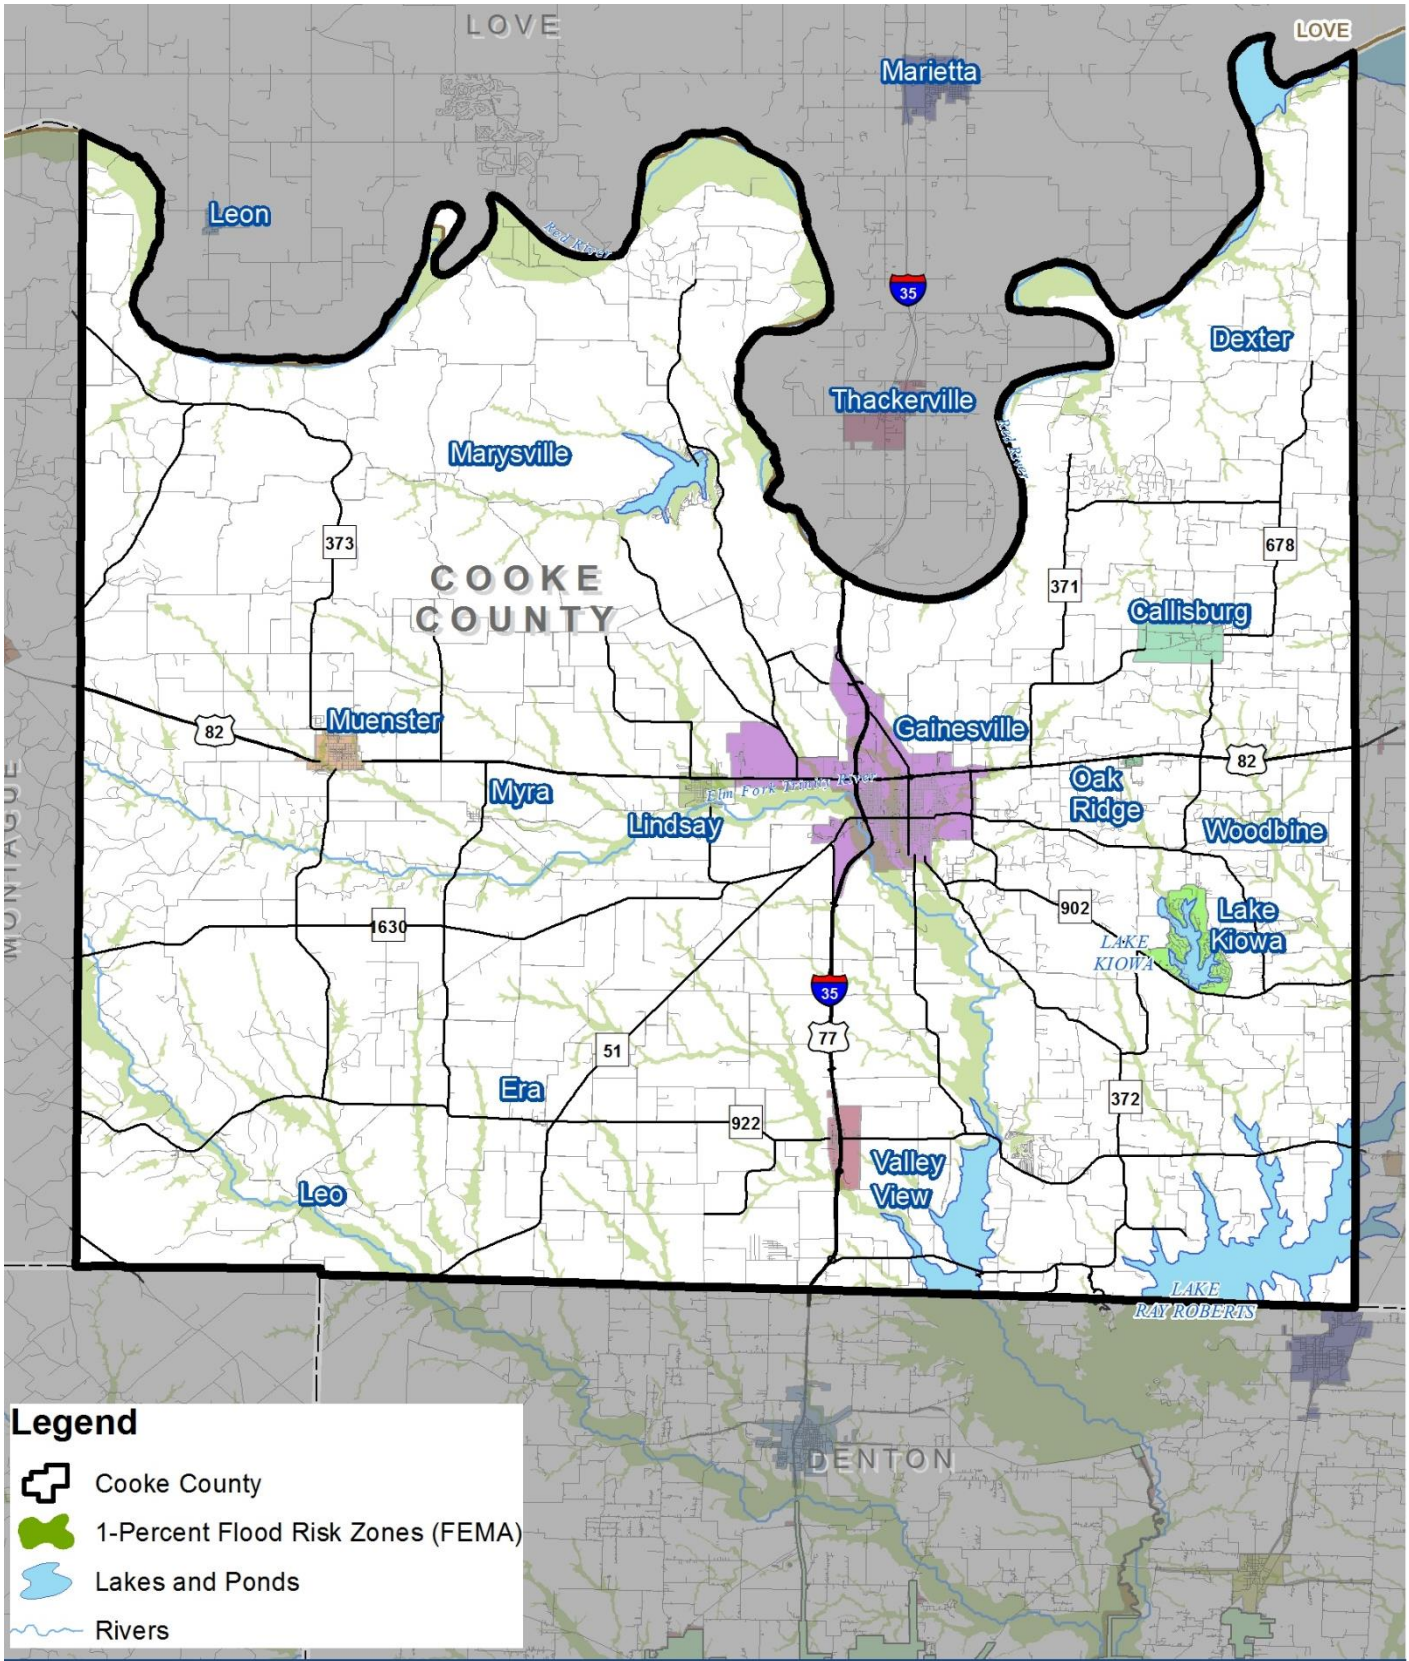 LOVE
LOVE
Marietta
Leon
Red River
35
Dexter
Thackerville
Red River
Marysville
373
678
COOKE
COUNTY
371
Callisburg
Muenster
82
Gainesville
82
MONTAGUE
Myra
Elm Fork Trinity River
Oak
Ridge
Lindsay
Woodbine
1630
902
Lake
Kiowa
LAKE
KIOWA
35
77
51
Era
372
922
Valley
View
Leo
LAKE
RAY ROBERTS
DENTON
Legend
Cooke County
1-Percent Flood Risk Zones (FEMA)
Lakes and Ponds
Rivers